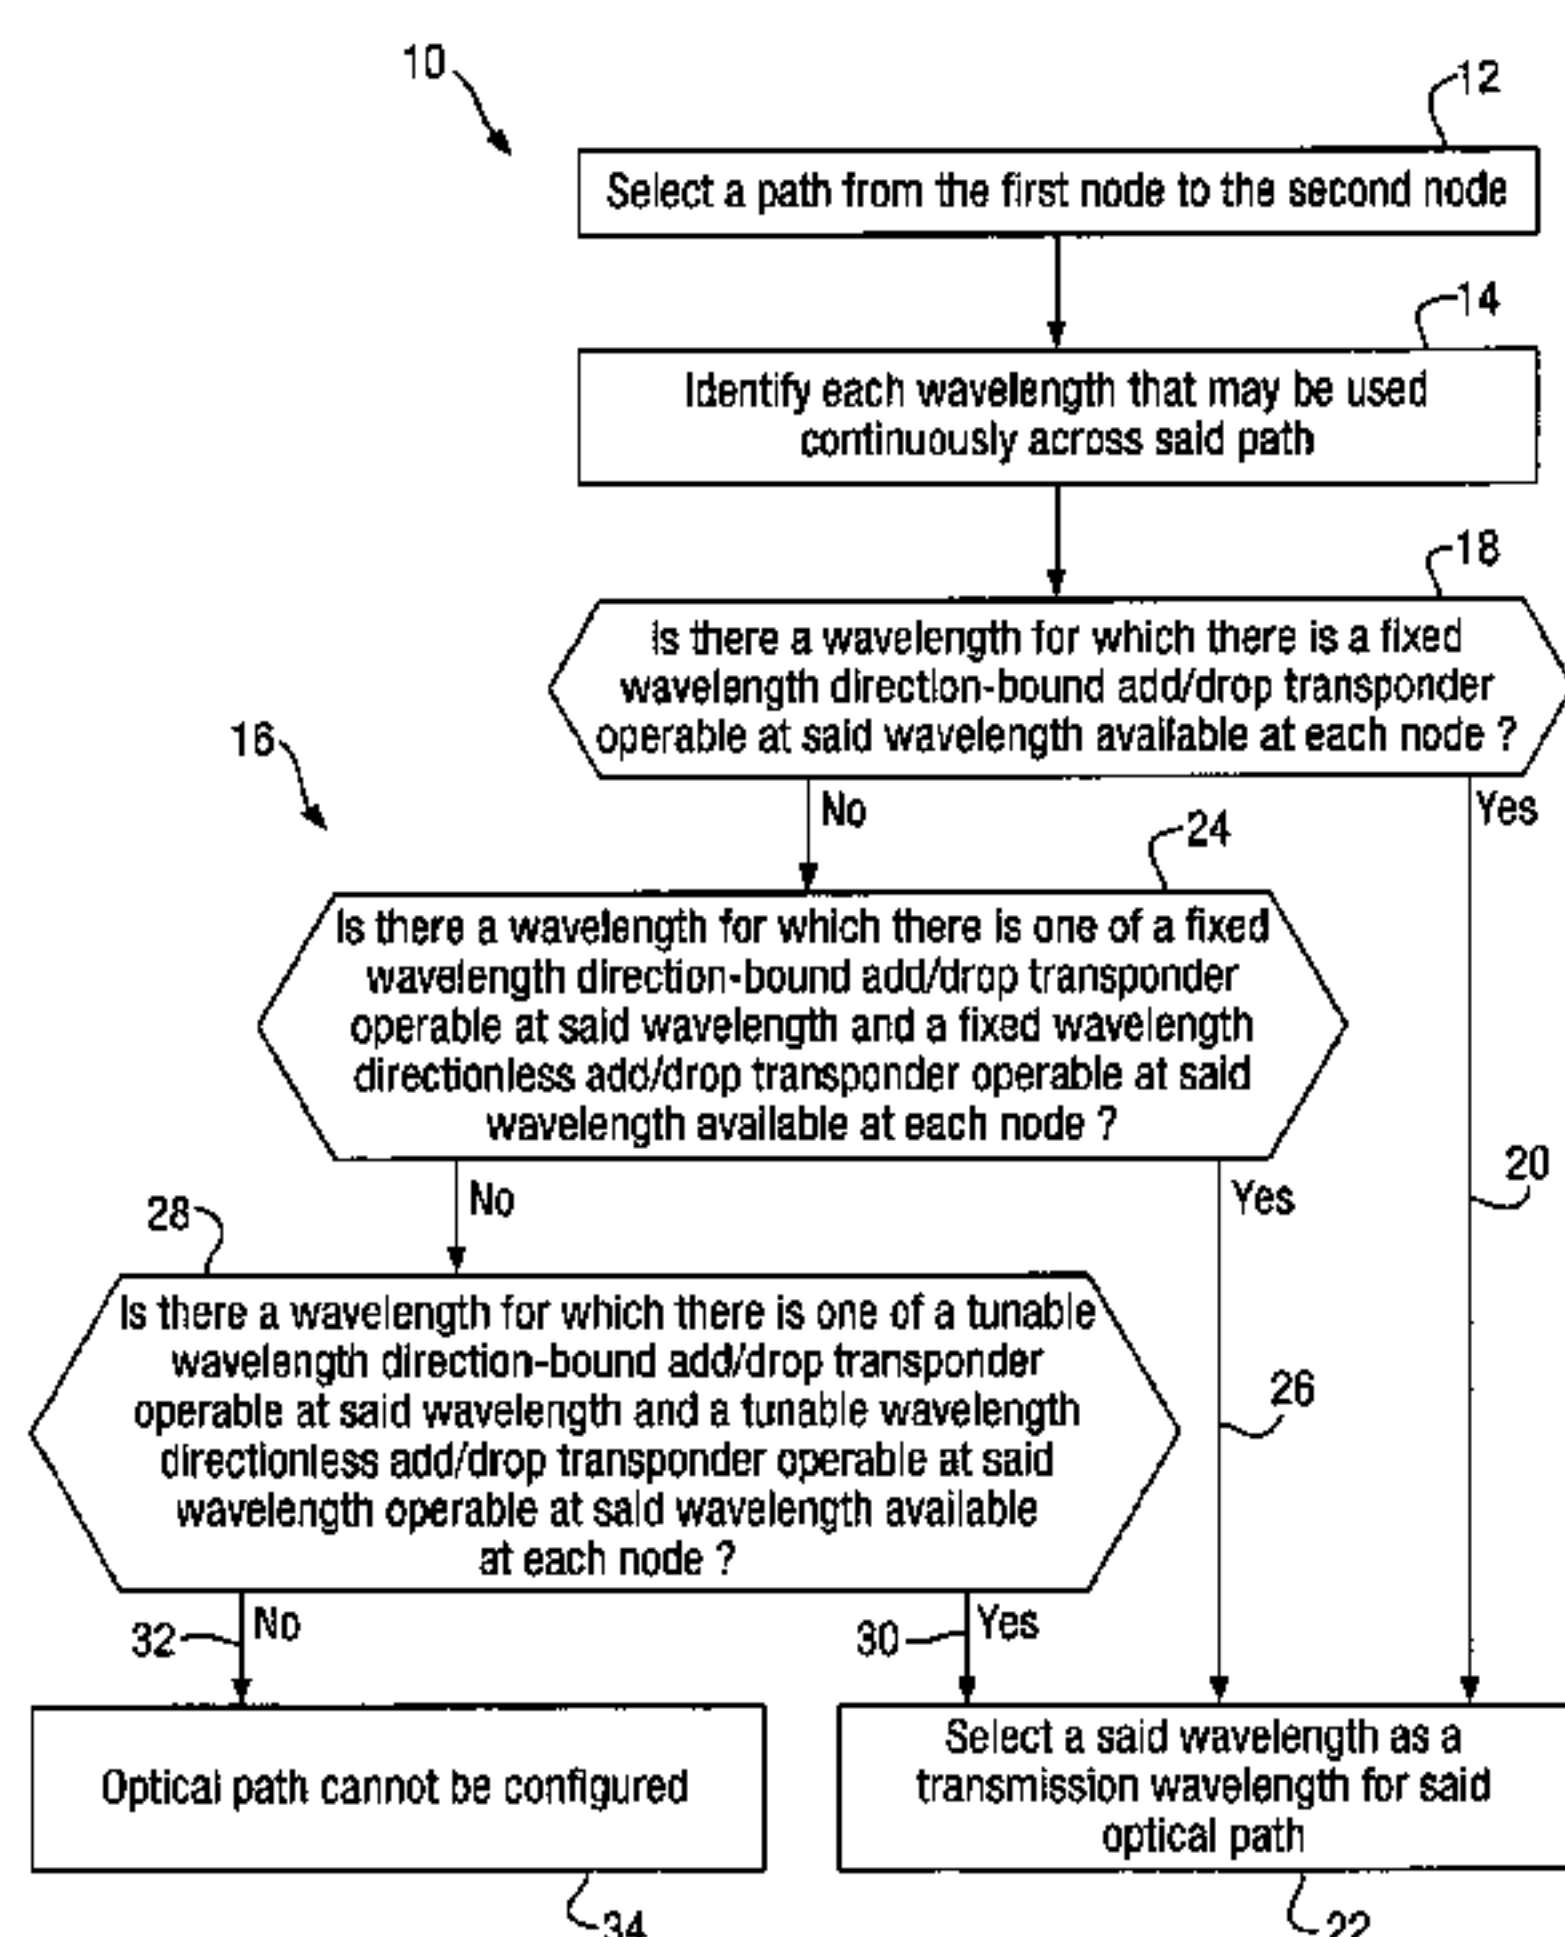 10
12
Select a path from the first node to the second node
14
Identify each wavelength that may be used
continuously across said path
18
Is there a wavelength for which there is a fixed
wavelength direction-bound add/drop transponder
operable at said wavelength available at each node ?
16
No
Yes
24
Is there a wavelength for which there is one of a fixed
wavelength direction-bound add/drop transponder
operable at said wavelength and a fixed wavelength
directionless add/drop transponder operable at said
wavelength available at each node ?
20
No
Yes
28
Is there a wavelength for which there is one of a tunable
wavelength direction-bound add/drop transponder
operable at said wavelength and a tunable wavelength
directionless add/drop transponder operable at said
wavelength operable at said wavelength available
at each node ?
26
32
No
30
Yes
Optical path cannot be configured
Select a said wavelength as a
transmission wavelength for said
optical path
34
22